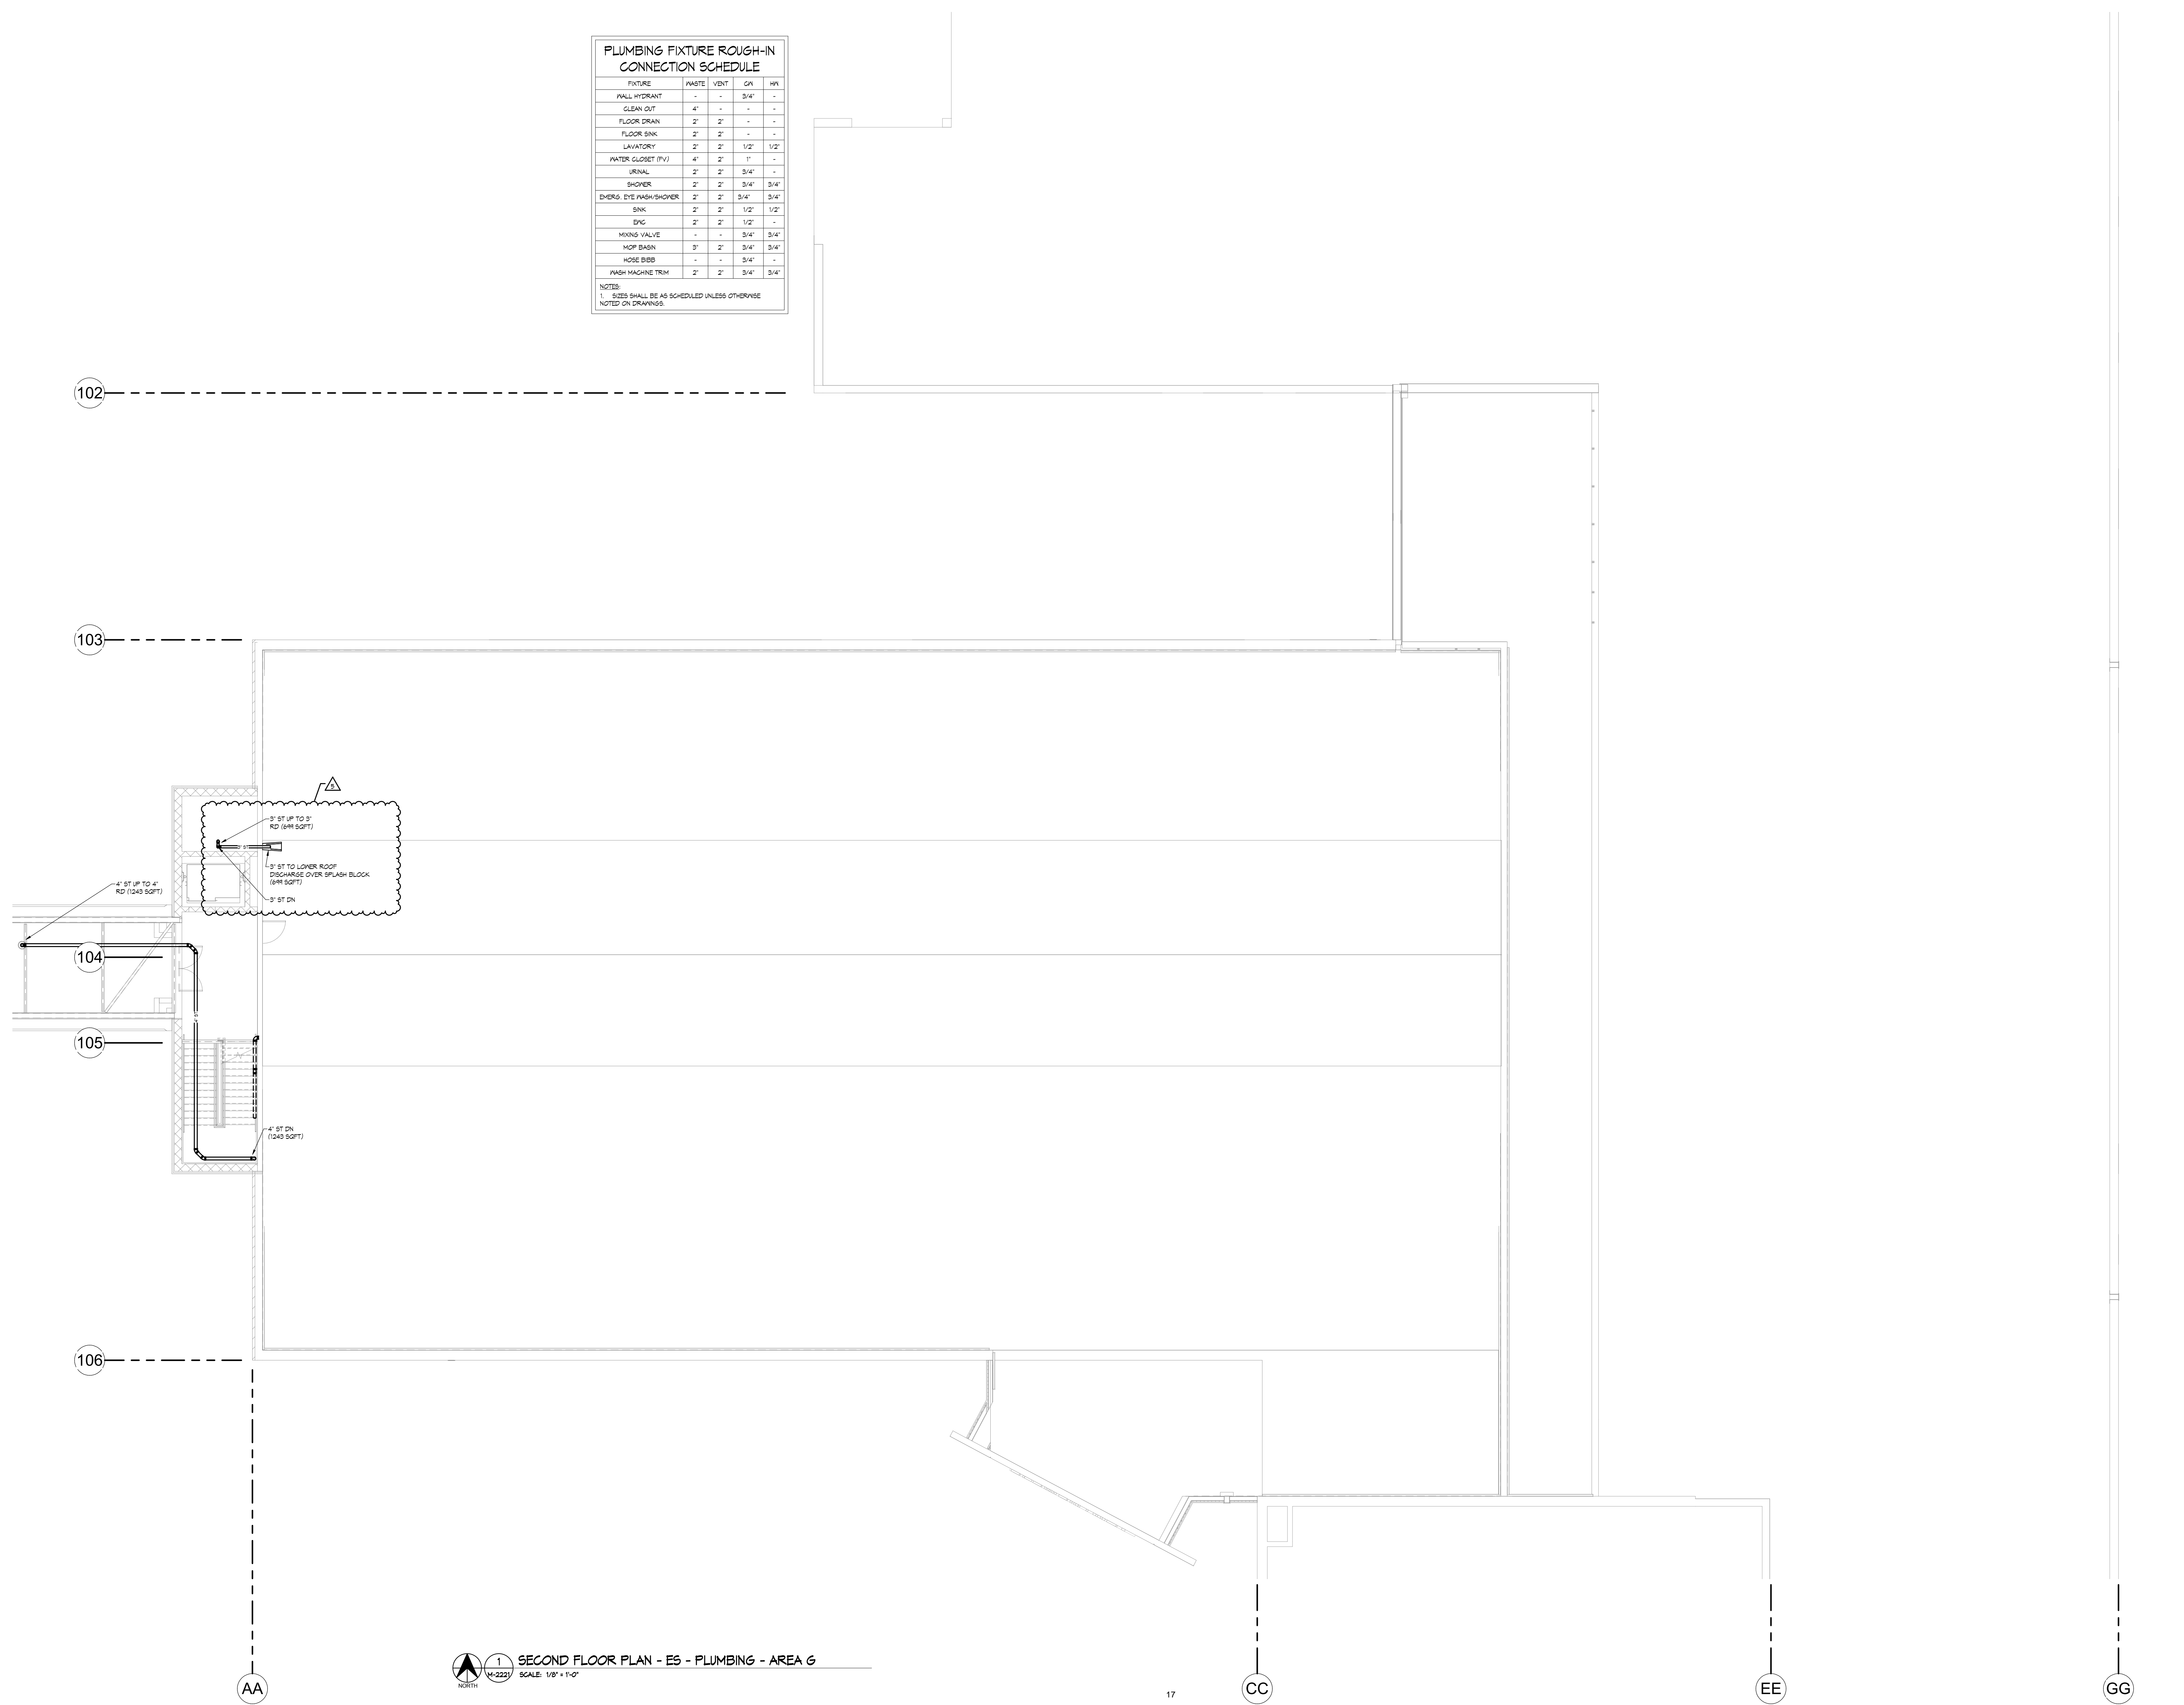 PLUMBING FIXTURE ROUGH-IN
CONNECTION SCHEDULE
FIXTURE WASTE VENT CW HW
WALL HYDRANT - - 3/4" -
CLEAN OUT 4" - - -
FLOOR DRAIN 2" 2" - -
FLOOR SINK 2" 2" - -
LAVATORY 2" 2" 1/2" 1/2"
WATER CLOSET (FV) 4" 2" 1" -
URINAL 2" 2" 3/4" -
SHOWER 2" 2" 3/4" 3/4"
EMERG. EYE WASH/SHOWER 2" 2" 3/4" 3/4"
SINK 2" 2" 1/2" 1/2"
EWC 2" 2" 1/2" -
MIXING VALVE - - 3/4" 3/4"
MOP BASIN 3" 2" 3/4" 3/4"
HOSE BIBB - - 3/4" -
WASH MACHINE TRIM 2" 2" 3/4" 3/4"
NOTES:
1. SIZES SHALL BE AS SCHEDULED UNLESS OTHERWISE
NOTED ON DRAWINGS.
102
103
5
3" ST UP TO 3"
RD (699 SQFT)
3" ST
3" ST TO LOWER ROOF
DISCHARGE OVER SPLASH BLOCK
(699 SQFT)
3" ST DN
4" ST UP TO 4"
RD (1243 SQFT)
104
4" ST
105
4" ST DN
(1243 SQFT)
106
1
M-2221
NORTH
SECOND FLOOR PLAN - ES - PLUMBING - AREA G
SCALE: 1/8" = 1'-0"
17
AA
CC
EE
GG